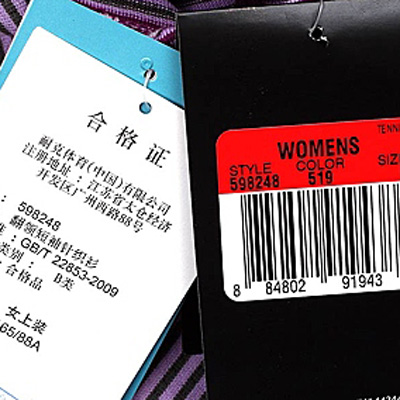 合格证
耐克体育(中国)有限公司
注册地址:江苏省太仓经济
开发区广州西路88号
: 598248
翻领短袖针织衫
: GB/T 22853-2009
类别: B类
: 合格品
女上装
65/88A
TENNI
WOMENS
STYLE COLOR SIZ
598248 519
8 84802 91943